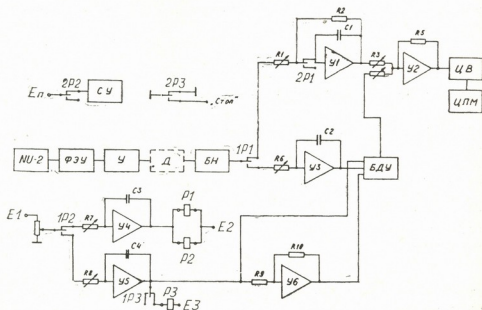 R2
C1
R1
2P1
У1
R3
R5
У2
ЦВ
ЦПМ
Eп
2P2
СУ
2P3
"Стоп"
NU-2
ФЭУ
У
Д
БН
1P1
R6
C2
У3
БДУ
E1
1P2
R7
C3
У4
P1
P2
E2
R8
C4
У5
1P3
P3
E3
R9
R10
У6